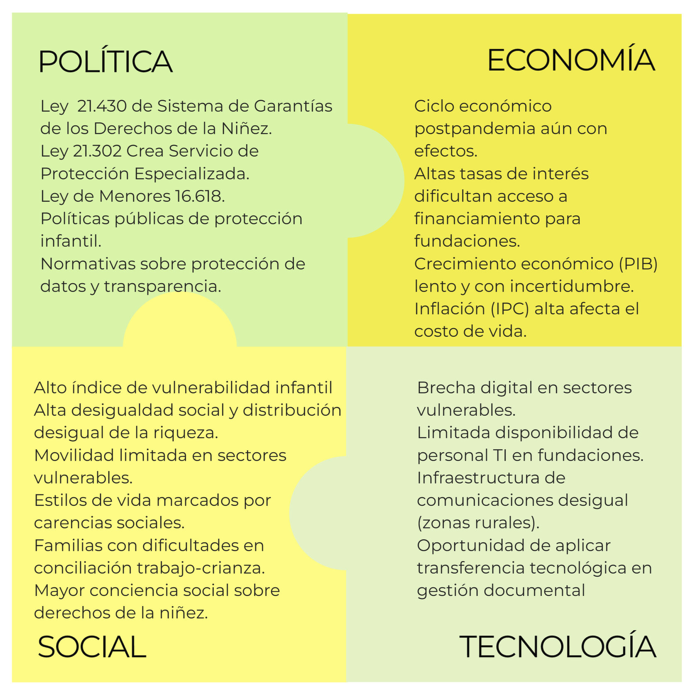 POLÍTICA
Ley 21.430 de Sistema de Garantías
de los Derechos de la Niñez.
Ley 21.302 Crea Servicio de
Protección Especializada.
Ley de Menores 16.618.
Políticas públicas de protección
infantil.
Normativas sobre protección de
datos y transparencia.
ECONOMÍA
Ciclo económico
postpandemia aún con
efectos.
Altas tasas de interés
dificultan acceso a
financiamiento para
fundaciones.
Crecimiento económico (PIB)
lento y con incertidumbre.
Inflación (IPC) alta afecta el
costo de vida.
Alto índice de vulnerabilidad infantil
Alta desigualdad social y distribución
desigual de la riqueza.
Movilidad limitada en sectores
vulnerables.
Estilos de vida marcados por
carencias sociales.
Familias con dificultades en
conciliación trabajo-crianza.
Mayor conciencia social sobre
derechos de la niñez.
SOCIAL
Brecha digital en sectores
vulnerables.
Limitada disponibilidad de
personal TI en fundaciones.
Infraestructura de
comunicaciones desigual
(zonas rurales).
Oportunidad de aplicar
transferencia tecnológica en
gestión documental
TECNOLOGÍA